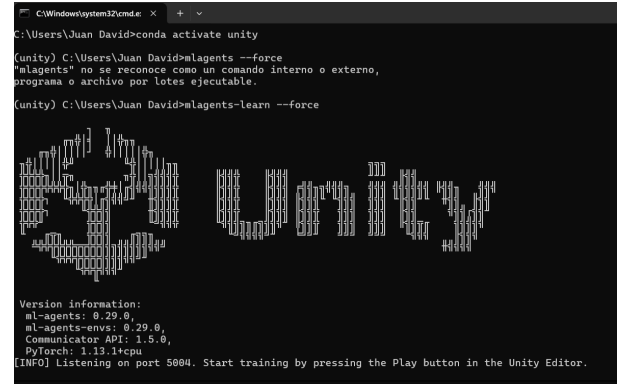 C:\Windows\system32\cmd.e:
C:\Users\Juan David>conda activate unity
(unity) C:\Users\Juan David>mlagents --force
"mlagents" no se reconoce como un comando interno o externo,
programa o archivo por lotes ejecutable.
(unity) C:\Users\Juan David>mlagents-learn --force
Unity
Version information:
ml-agents: 0.29.0,
ml-agents-envs: 0.29.0,
Communicator API: 1.5.0,
PyTorch: 1.13.1+cpu
[INFO] Listening on port 5004. Start training by pressing the Play button in the Unity Editor.